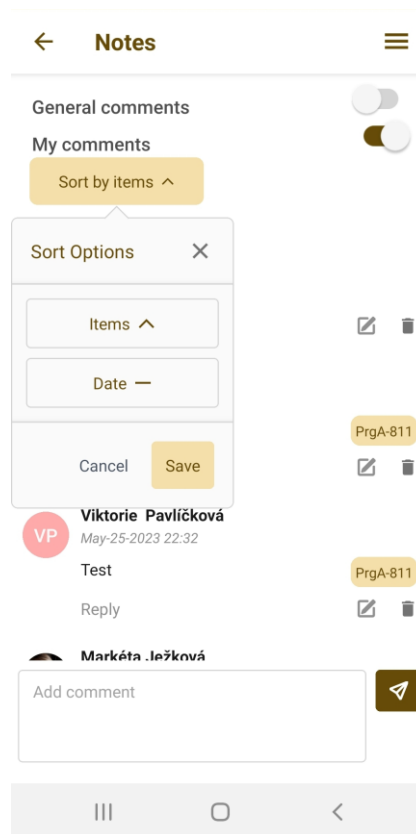 Notes
General comments
My comments
Sort by items
Sort Options
Items
Date
PrgA-811
Cancel Save
Viktorie Pavlíčková
VP
May-25-2023 22:32
Test
PrgA-811
Reply
Markéta Ježková
Add comment